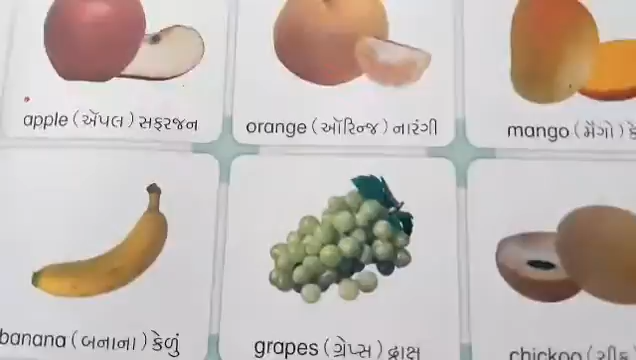 apple (ઍપલ) સફરજન
orange (ઑરિન્જ) નારંગી
mango (મેંગો)
banana (બનાના) કેળું
grapes (ગ્રેપ્સ) દ્રાક્ષ
chickoo